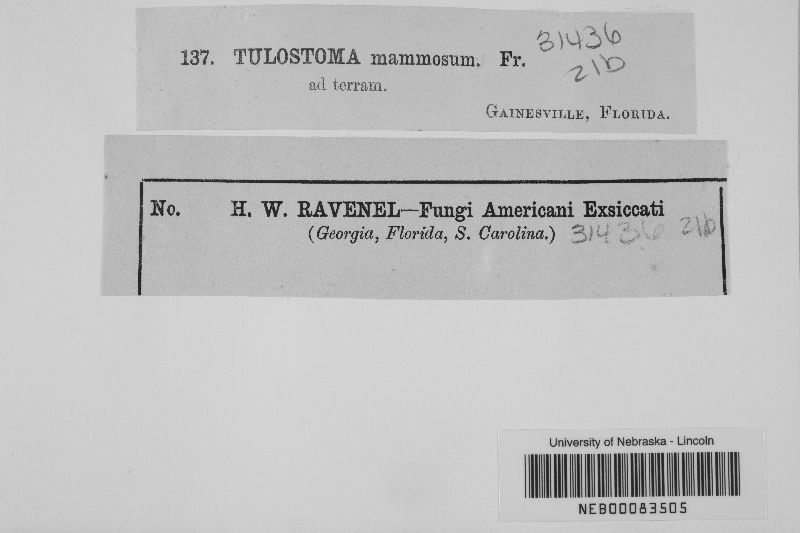 137. TULOSTOMA mammosum. Fr. 31436
21b
ad terram.
GAINESVILLE, FLORIDA.
No. H. W. RAVENEL—Fungi Americani Exsiccati
(Georgia, Florida, S. Carolina.) 31436 21b
University of Nebraska - Lincoln
NEB00083505